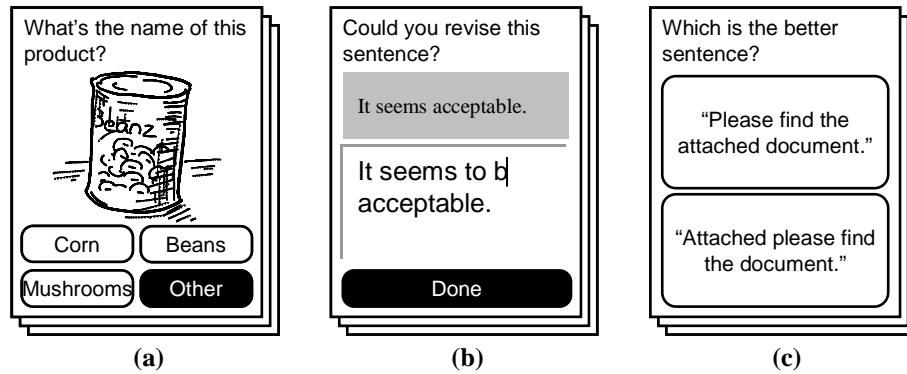 What's the name of this
product?
Beanz
Corn
Beans
Mushrooms
Other
(a)
Could you revise this
sentence?
It seems acceptable.
It seems to b
acceptable.
Done
(b)
Which is the better
sentence?
“Please find the
attached document.”
“Attached please find
the document.”
(c)